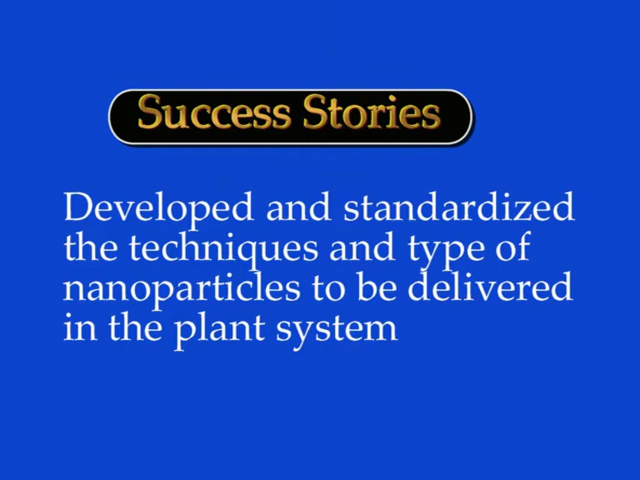 Success Stories
Developed and standardized
the techniques and type of
nanoparticles to be delivered
in the plant system